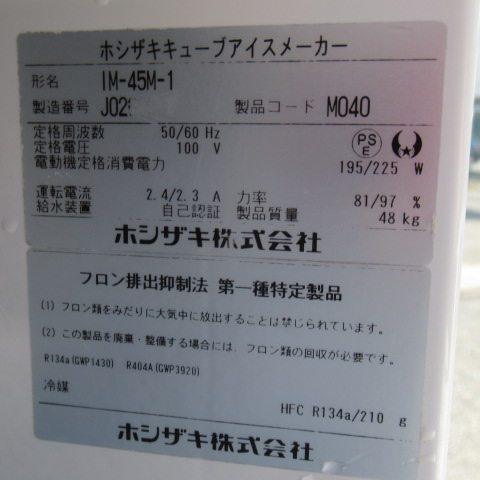 ホシザキキューブアイスメーカー
形名 IM-45M-1
製造番号 J02 製品コード M040
定格周波数 50/60 Hz
定格電圧 100 V
電動機定格消費電力 195/225 W
PS E
運転電流 2.4/2.3 A 力率 81/97 %
給水装置 自己認証 製品質量 48 kg
ホシザキ株式会社
フロン排出抑制法 第一種特定製品
(1) フロン類をみだりに大気中に放出することは禁じられています。
(2) この製品を廃棄・整備する場合には、フロン類の回収が必要です。
R134a(GWP1430) R404A(GWP3920)
冷媒
HFC R134a/210 g
ホシザキ株式会社